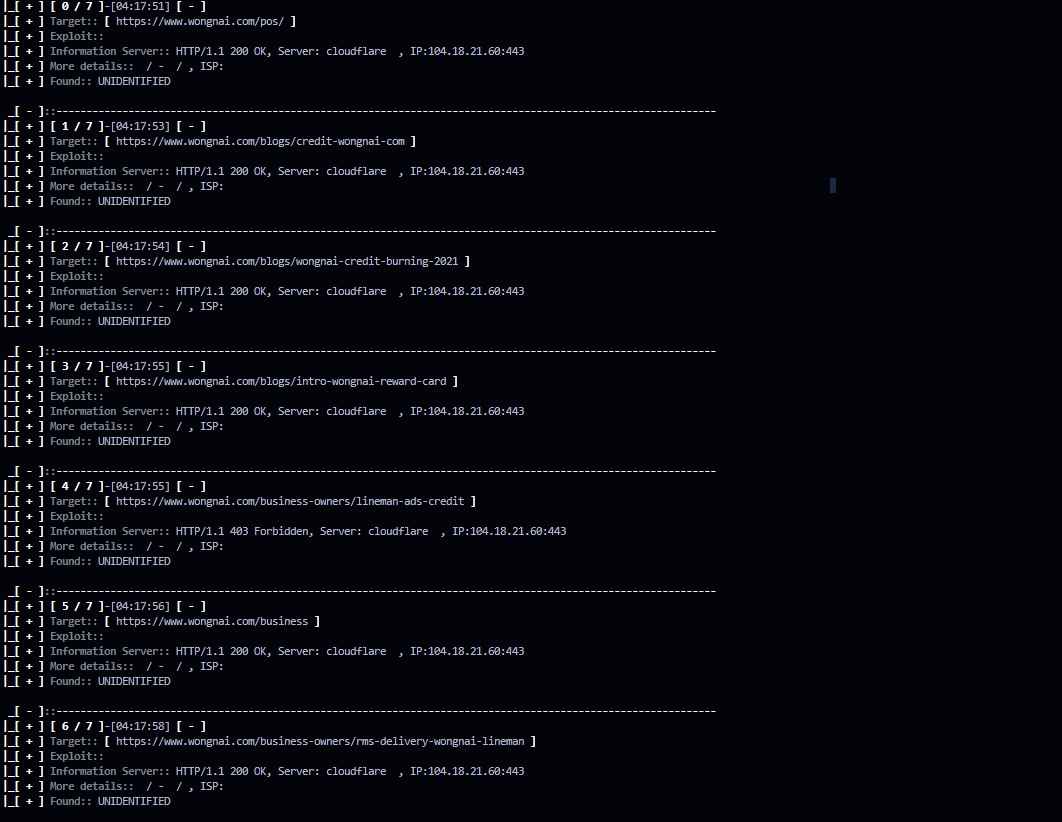 |_[ + ] [ 0 / 7 ]-[04:17:51] [ - ]
|_[ + ] Target:: [ https://www.wongnai.com/pos/ ]
|_[ + ] Exploit::
|_[ + ] Information Server:: HTTP/1.1 200 OK, Server: cloudflare  , IP:104.18.21.60:443
|_[ + ] More details::  / -  / , ISP:
|_[ + ] Found:: UNIDENTIFIED
_[ - ]::--------------------------------------------------------------------------------------------------------------
|_[ + ] [ 1 / 7 ]-[04:17:53] [ - ]
|_[ + ] Target:: [ https://www.wongnai.com/blogs/credit-wongnai-com ]
|_[ + ] Exploit::
|_[ + ] Information Server:: HTTP/1.1 200 OK, Server: cloudflare  , IP:104.18.21.60:443
|_[ + ] More details::  / -  / , ISP:
|_[ + ] Found:: UNIDENTIFIED
_[ - ]::--------------------------------------------------------------------------------------------------------------
|_[ + ] [ 2 / 7 ]-[04:17:54] [ - ]
|_[ + ] Target:: [ https://www.wongnai.com/blogs/wongnai-credit-burning-2021 ]
|_[ + ] Exploit::
|_[ + ] Information Server:: HTTP/1.1 200 OK, Server: cloudflare  , IP:104.18.21.60:443
|_[ + ] More details::  / -  / , ISP:
|_[ + ] Found:: UNIDENTIFIED
_[ - ]::--------------------------------------------------------------------------------------------------------------
|_[ + ] [ 3 / 7 ]-[04:17:55] [ - ]
|_[ + ] Target:: [ https://www.wongnai.com/blogs/intro-wongnai-reward-card ]
|_[ + ] Exploit::
|_[ + ] Information Server:: HTTP/1.1 200 OK, Server: cloudflare  , IP:104.18.21.60:443
|_[ + ] More details::  / -  / , ISP:
|_[ + ] Found:: UNIDENTIFIED
_[ - ]::--------------------------------------------------------------------------------------------------------------
|_[ + ] [ 4 / 7 ]-[04:17:55] [ - ]
|_[ + ] Target:: [ https://www.wongnai.com/business-owners/lineman-ads-credit ]
|_[ + ] Exploit::
|_[ + ] Information Server:: HTTP/1.1 403 Forbidden, Server: cloudflare  , IP:104.18.21.60:443
|_[ + ] More details::  / -  / , ISP:
|_[ + ] Found:: UNIDENTIFIED
_[ - ]::--------------------------------------------------------------------------------------------------------------
|_[ + ] [ 5 / 7 ]-[04:17:56] [ - ]
|_[ + ] Target:: [ https://www.wongnai.com/business ]
|_[ + ] Exploit::
|_[ + ] Information Server:: HTTP/1.1 200 OK, Server: cloudflare  , IP:104.18.21.60:443
|_[ + ] More details::  / -  / , ISP:
|_[ + ] Found:: UNIDENTIFIED
_[ - ]::--------------------------------------------------------------------------------------------------------------
|_[ + ] [ 6 / 7 ]-[04:17:58] [ - ]
|_[ + ] Target:: [ https://www.wongnai.com/business-owners/rms-delivery-wongnai-lineman ]
|_[ + ] Exploit::
|_[ + ] Information Server:: HTTP/1.1 200 OK, Server: cloudflare  , IP:104.18.21.60:443
|_[ + ] More details::  / -  / , ISP:
|_[ + ] Found:: UNIDENTIFIED